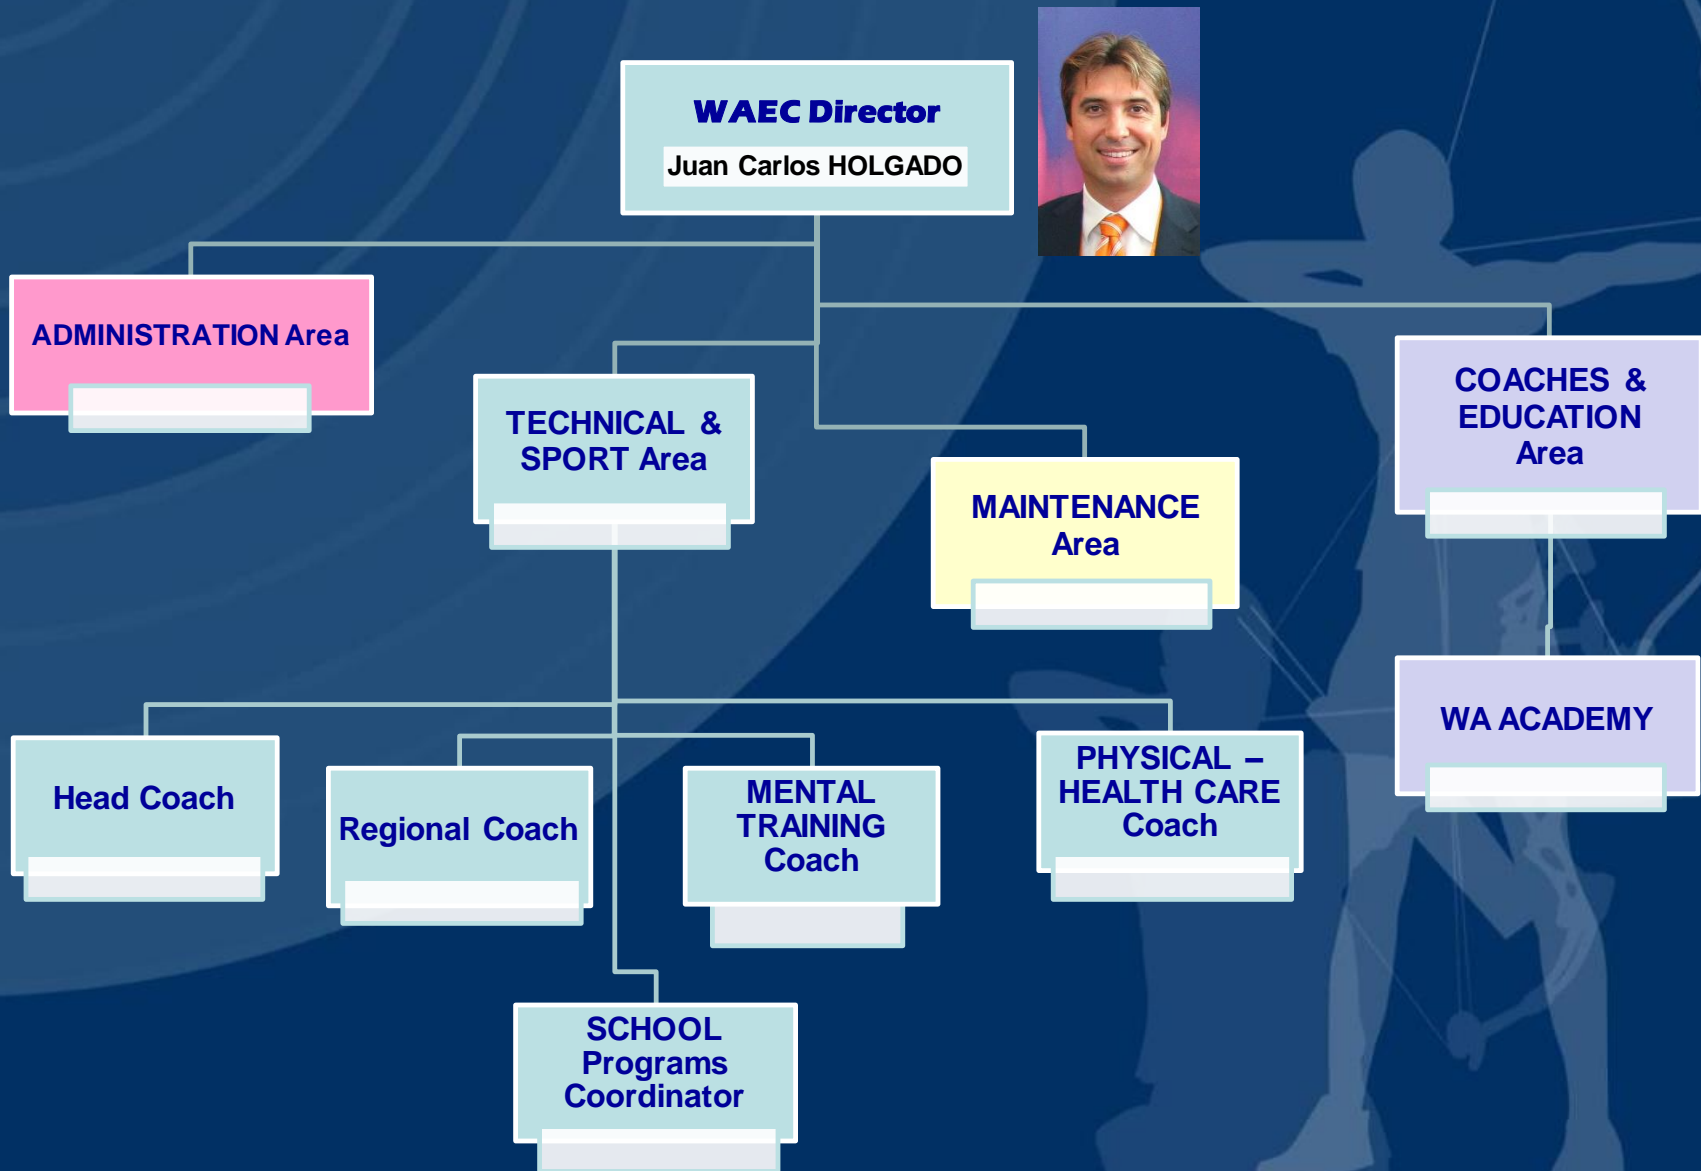 WAEC Director
Juan Carlos HOLGADO
ADMINISTRATION Area
TECHNICAL &
SPORT Area
MAINTENANCE
Area
COACHES &
EDUCATION
Area
WA ACADEMY
Head Coach
Regional Coach
MENTAL
TRAINING
Coach
PHYSICAL –
HEALTH CARE
Coach
SCHOOL
Programs
Coordinator